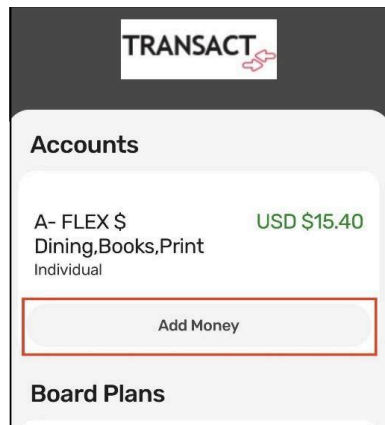 TRANSACT
Accounts
A- FLEX $ USD $15.40
Dining,Books,Print
Individual
Add Money
Board Plans